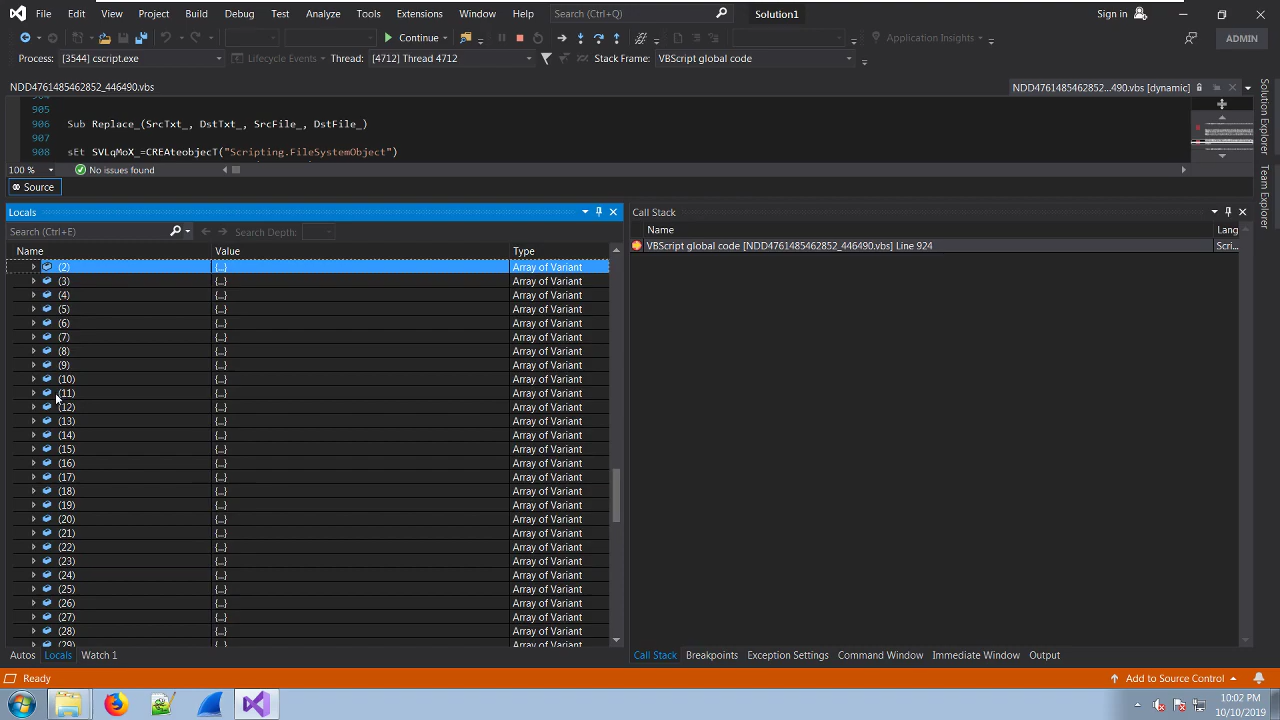 File Edit View Project Build Debug Test Analyze Tools Extensions Window Help Search (Ctrl+Q) Solution1 Sign in
Continue Application Insights ADMIN
Process: [3544] cscript.exe Lifecycle Events Thread: [4712] Thread 4712 Stack Frame: VBScript global code
NDD4761485462852_446490.vbs NDD4761485462852...490.vbs [dynamic]
905
906 Sub Replace_(SrcTxt_, DstTxt_, SrcFile_, DstFile_)
907
908 sEt SVLqMoX_=CREAteobjecT("Scripting.FileSystemObject")
100 % No issues found
Source
Locals Call Stack
Search (Ctrl+E) Search Depth: Name Lang
Name Value Type VBScript global code [NDD4761485462852_446490.vbs] Line 924 Scri...
(2) {...} Array of Variant
(3) {...} Array of Variant
(4) {...} Array of Variant
(5) {...} Array of Variant
(6) {...} Array of Variant
(7) {...} Array of Variant
(8) {...} Array of Variant
(9) {...} Array of Variant
(10) {...} Array of Variant
(11) {...} Array of Variant
(12) {...} Array of Variant
(13) {...} Array of Variant
(14) {...} Array of Variant
(15) {...} Array of Variant
(16) {...} Array of Variant
(17) {...} Array of Variant
(18) {...} Array of Variant
(19) {...} Array of Variant
(20) {...} Array of Variant
(21) {...} Array of Variant
(22) {...} Array of Variant
(23) {...} Array of Variant
(24) {...} Array of Variant
(25) {...} Array of Variant
(26) {...} Array of Variant
(27) {...} Array of Variant
(28) {...} Array of Variant
(29) {...} Array of Variant
Autos Locals Watch 1 Call Stack Breakpoints Exception Settings Command Window Immediate Window Output
Ready Add to Source Control
10:02 PM
10/10/2019
Solution Explorer
Team Explorer